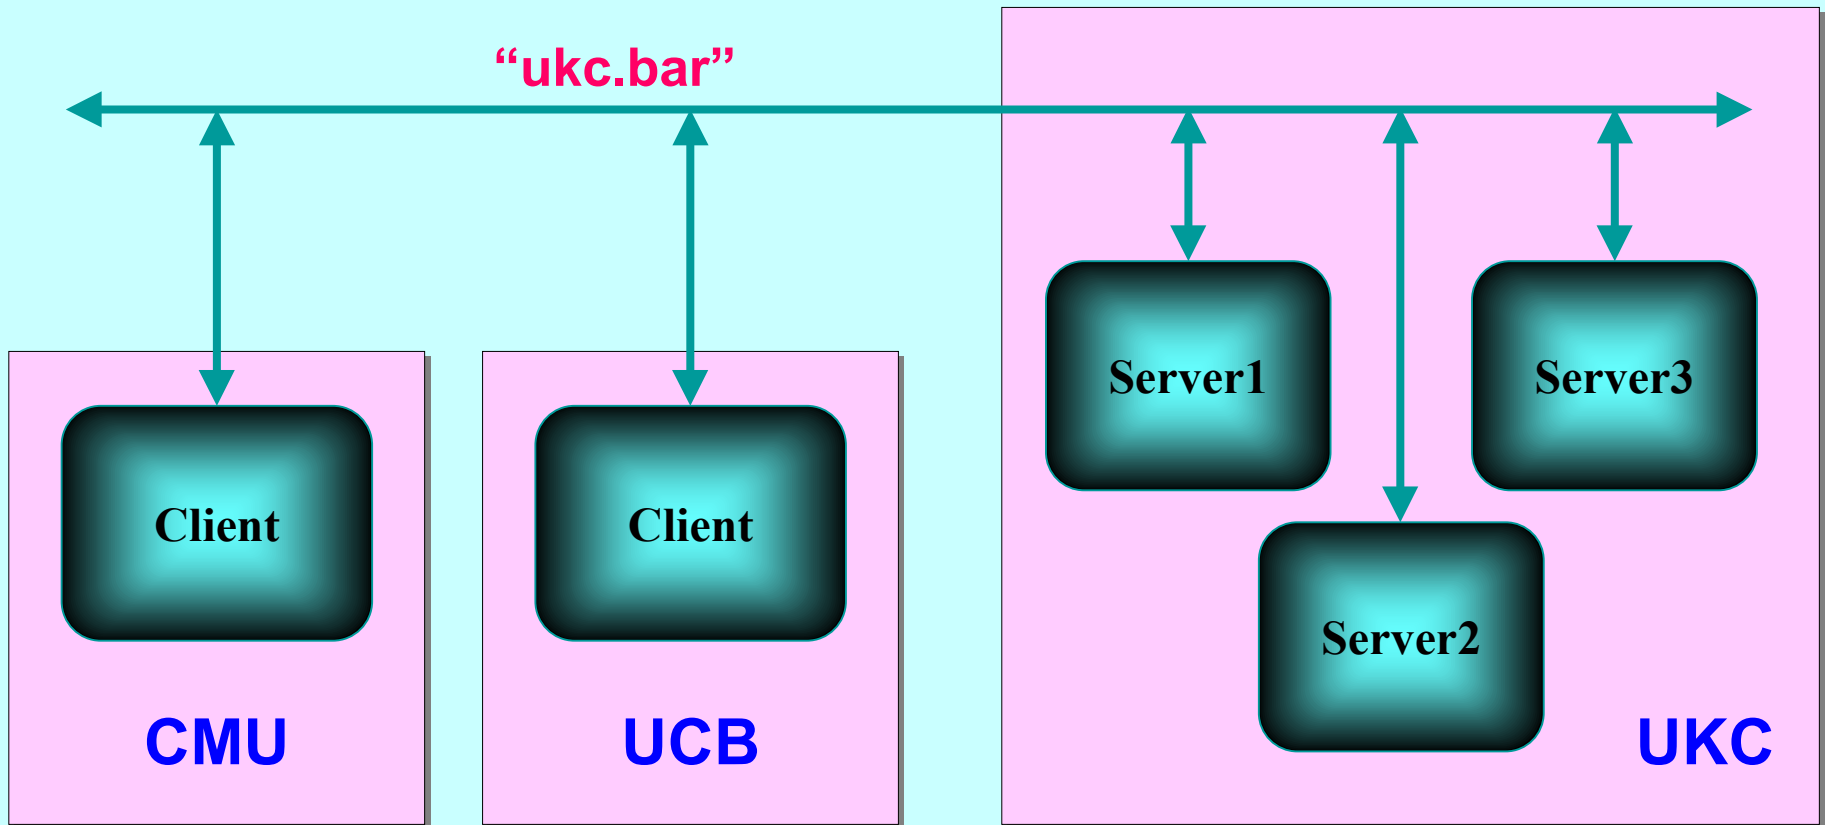 “ukc.bar”
Server1
Server3
Client
Client
Server2
CMU
UCB
UKC